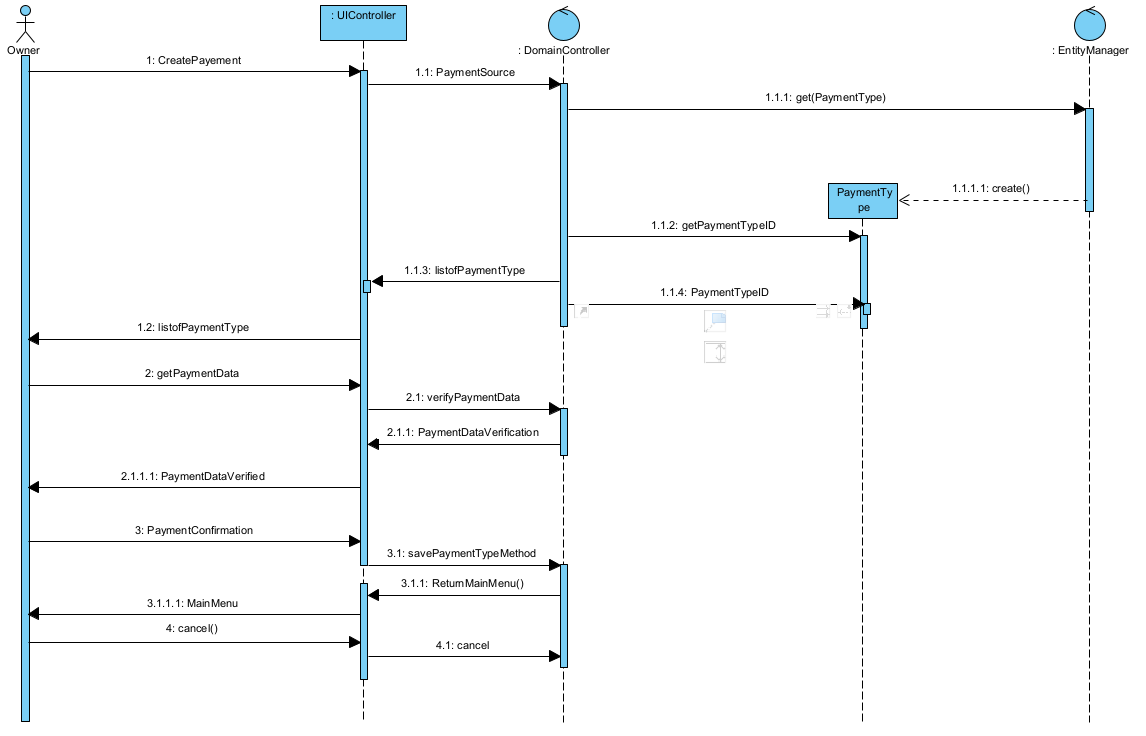 : UIController
Owner
: DomainController
: EntityManager
1: CreatePayement
1.1: PaymentSource
1.1.1: get(PaymentType)
1.1.1.1: create()
PaymentTy
pe
1.1.2: getPaymentTypeID
1.1.3: listofPaymentType
1.1.4: PaymentTypeID
1.2: listofPaymentType
2: getPaymentData
2.1: verifyPaymentData
2.1.1: PaymentDataVerification
2.1.1.1: PaymentDataVerified
3: PaymentConfirmation
3.1: savePaymentTypeMethod
3.1.1: ReturnMainMenu()
3.1.1.1: MainMenu
4: cancel()
4.1: cancel